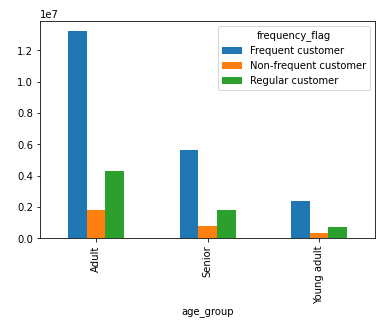 1e7
frequency_flag
Frequent customer
Non-frequent customer
Regular customer
1.2
1.0
0.8
0.6
0.4
0.2
0.0
Adult
Senior
Young adult
age_group